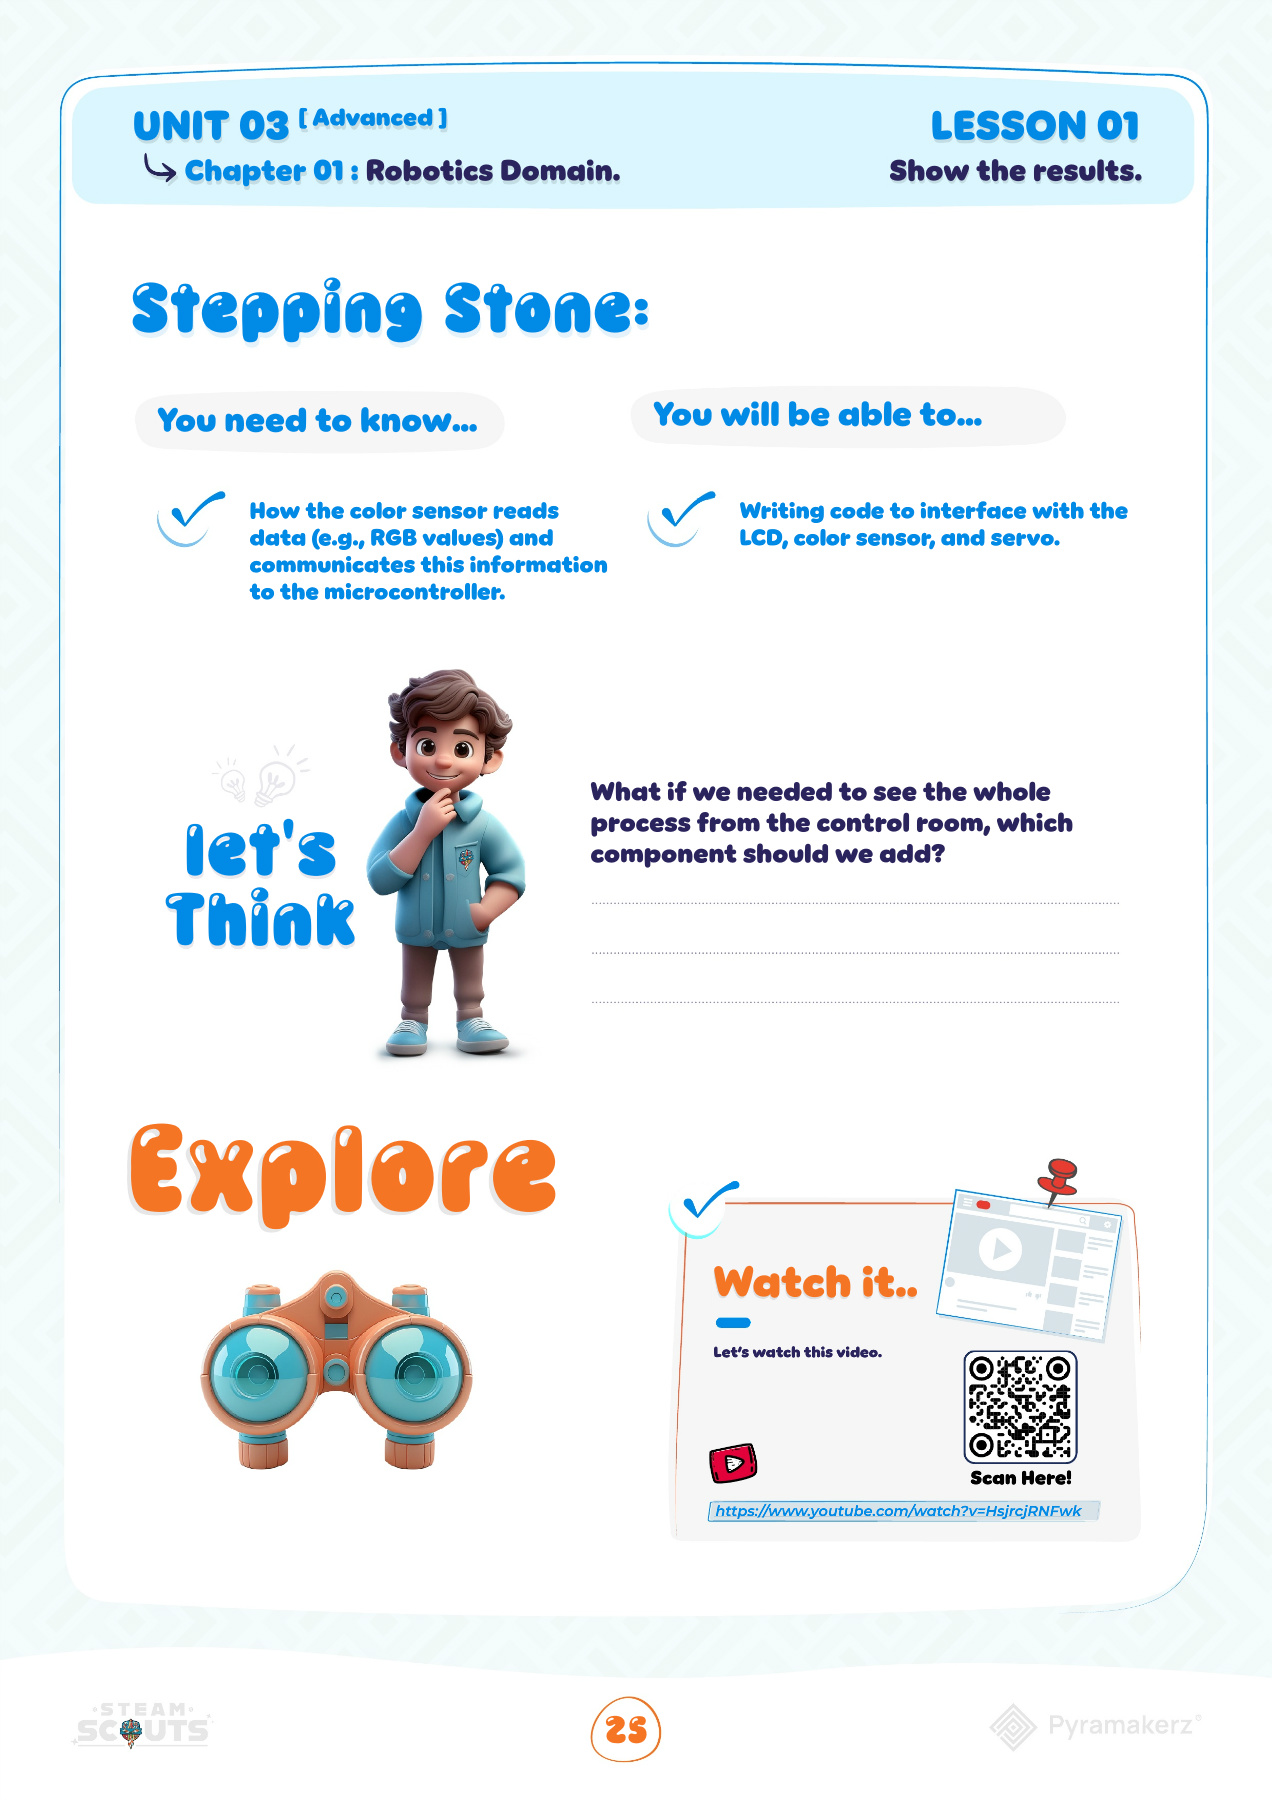 UNIT 03 [ Advanced ]
Chapter 01 : Robotics Domain.
LESSON 01
Show the results.
Stepping Stone:
You need to know...
How the color sensor reads
data (e.g., RGB values) and
communicates this information
to the microcontroller.
You will be able to...
Writing code to interface with the
LCD, color sensor, and servo.
let's
Think
What if we needed to see the whole
process from the control room, which
component should we add?
Explore
Watch it..
Let's watch this video.
Scan Here!
https://www.youtube.com/watch?v=HsjrcjRNFwk
STEAM
SCOUTS
25
Pyramakerz